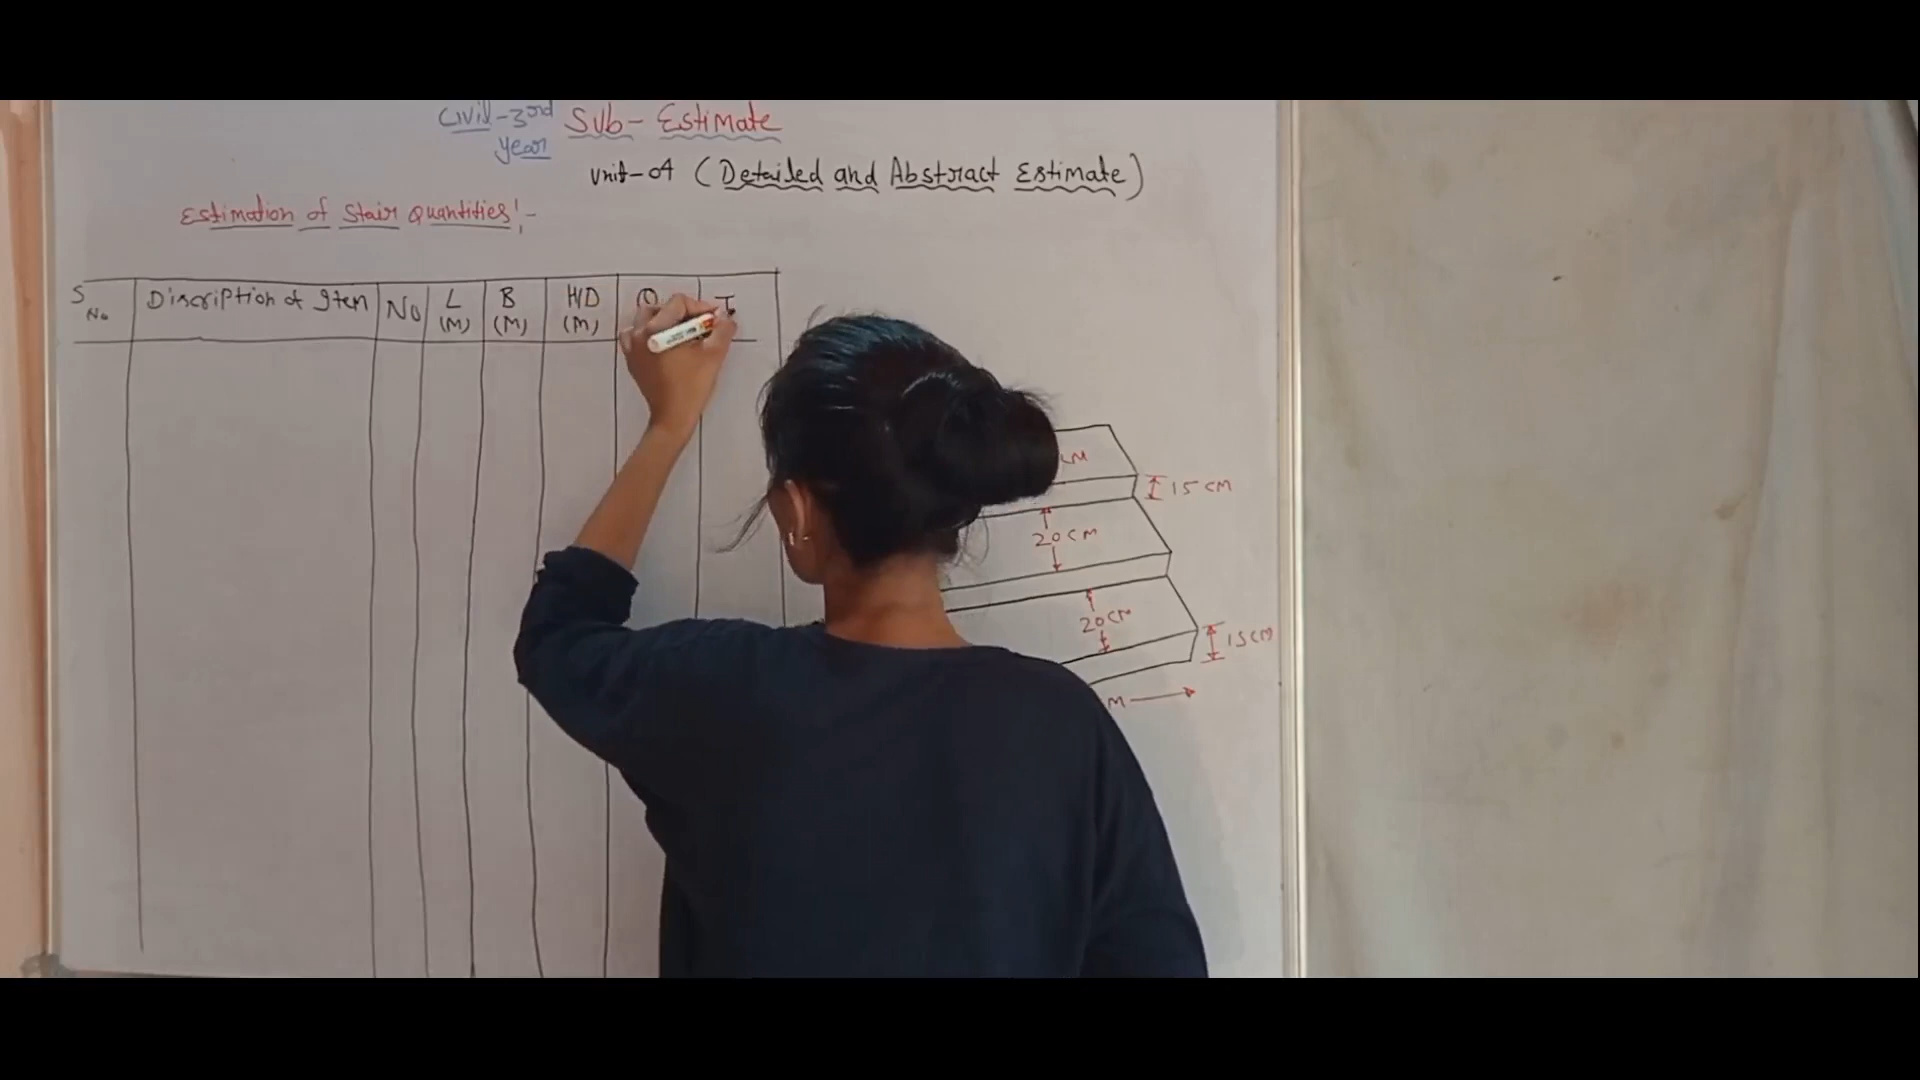 Civil-3rd Sub- Estimate
year
Unit-04 (Detailed and Abstract Estimate)
Estimation of Stair Quantities:-
S No Discription of Item No L (M) B (M) H/D (M) Q
CM
15 CM
20 CM
20 CM
15 CM
M